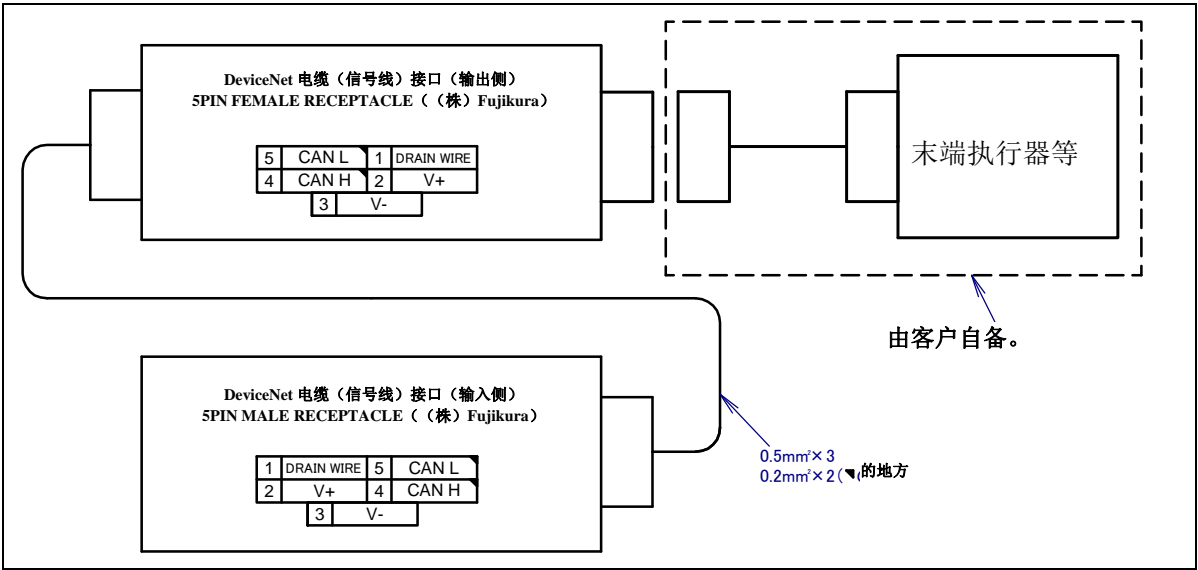 DeviceNet 电缆（信号线）接口（输出侧）
5PIN FEMALE RECEPTACLE（（株）Fujikura）
5 CAN L 1 DRAIN WIRE
4 CAN H 2 V+
3 V-
末端执行器等
由客户自备。
DeviceNet 电缆（信号线）接口（输入侧）
5PIN MALE RECEPTACLE（（株）Fujikura）
1 DRAIN WIRE 5 CAN L
2 V+ 4 CAN H
3 V-
0.5mm²×3
0.2mm²×2(◥的地方